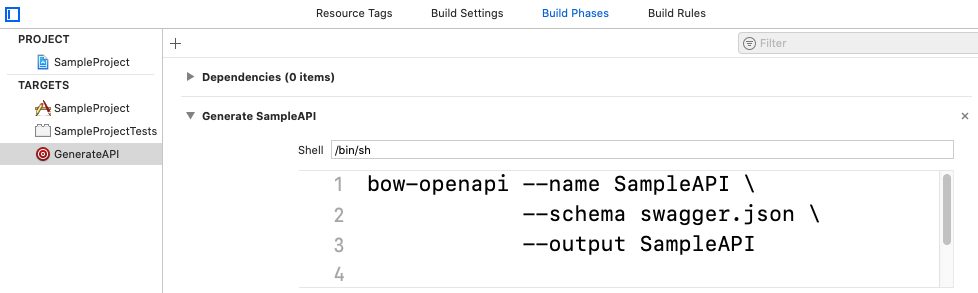 Resource Tags Build Settings Build Phases Build Rules
PROJECT
SampleProject
TARGETS
SampleProject
SampleProjectTests
GenerateAPI
Filter
Dependencies (0 items)
Generate SampleAPI
Shell /bin/sh
1 bow-openapi --name SampleAPI \
2 --schema swagger.json \
3 --output SampleAPI
4